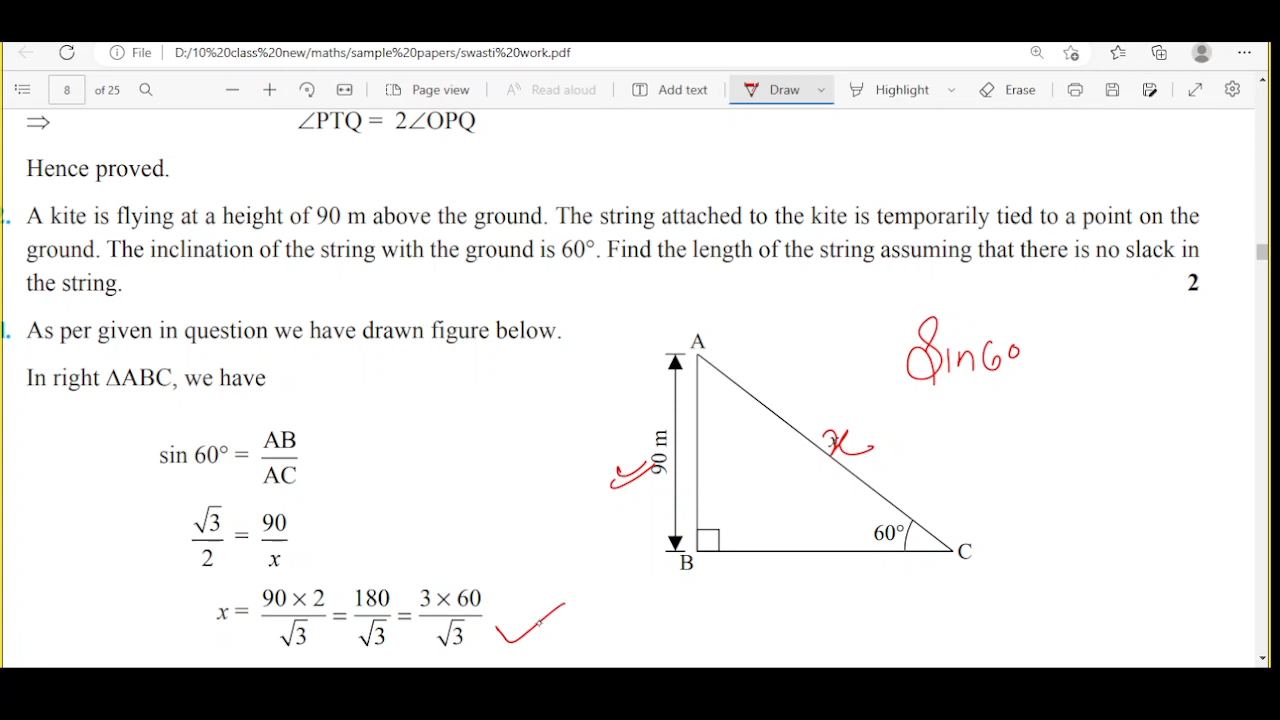 File D:/10%20class%20new/maths/sample%20papers/swasti%20work.pdf
8 of 25 Page view Read aloud Add text Draw Highlight Erase
⇒ ∠PTQ = 2∠OPQ
Hence proved.
A kite is flying at a height of 90 m above the ground. The string attached to the kite is temporarily tied to a point on the
ground. The inclination of the string with the ground is 60°. Find the length of the string assuming that there is no slack in
the string. 2
As per given in question we have drawn figure below.
In right ΔABC, we have
sin 60° = AB/AC
√3/2 = 90/x
x = 90 × 2/√3 = 180/√3 = 3 × 60/√3
A
Sin60
90 m
x
60°
B
C